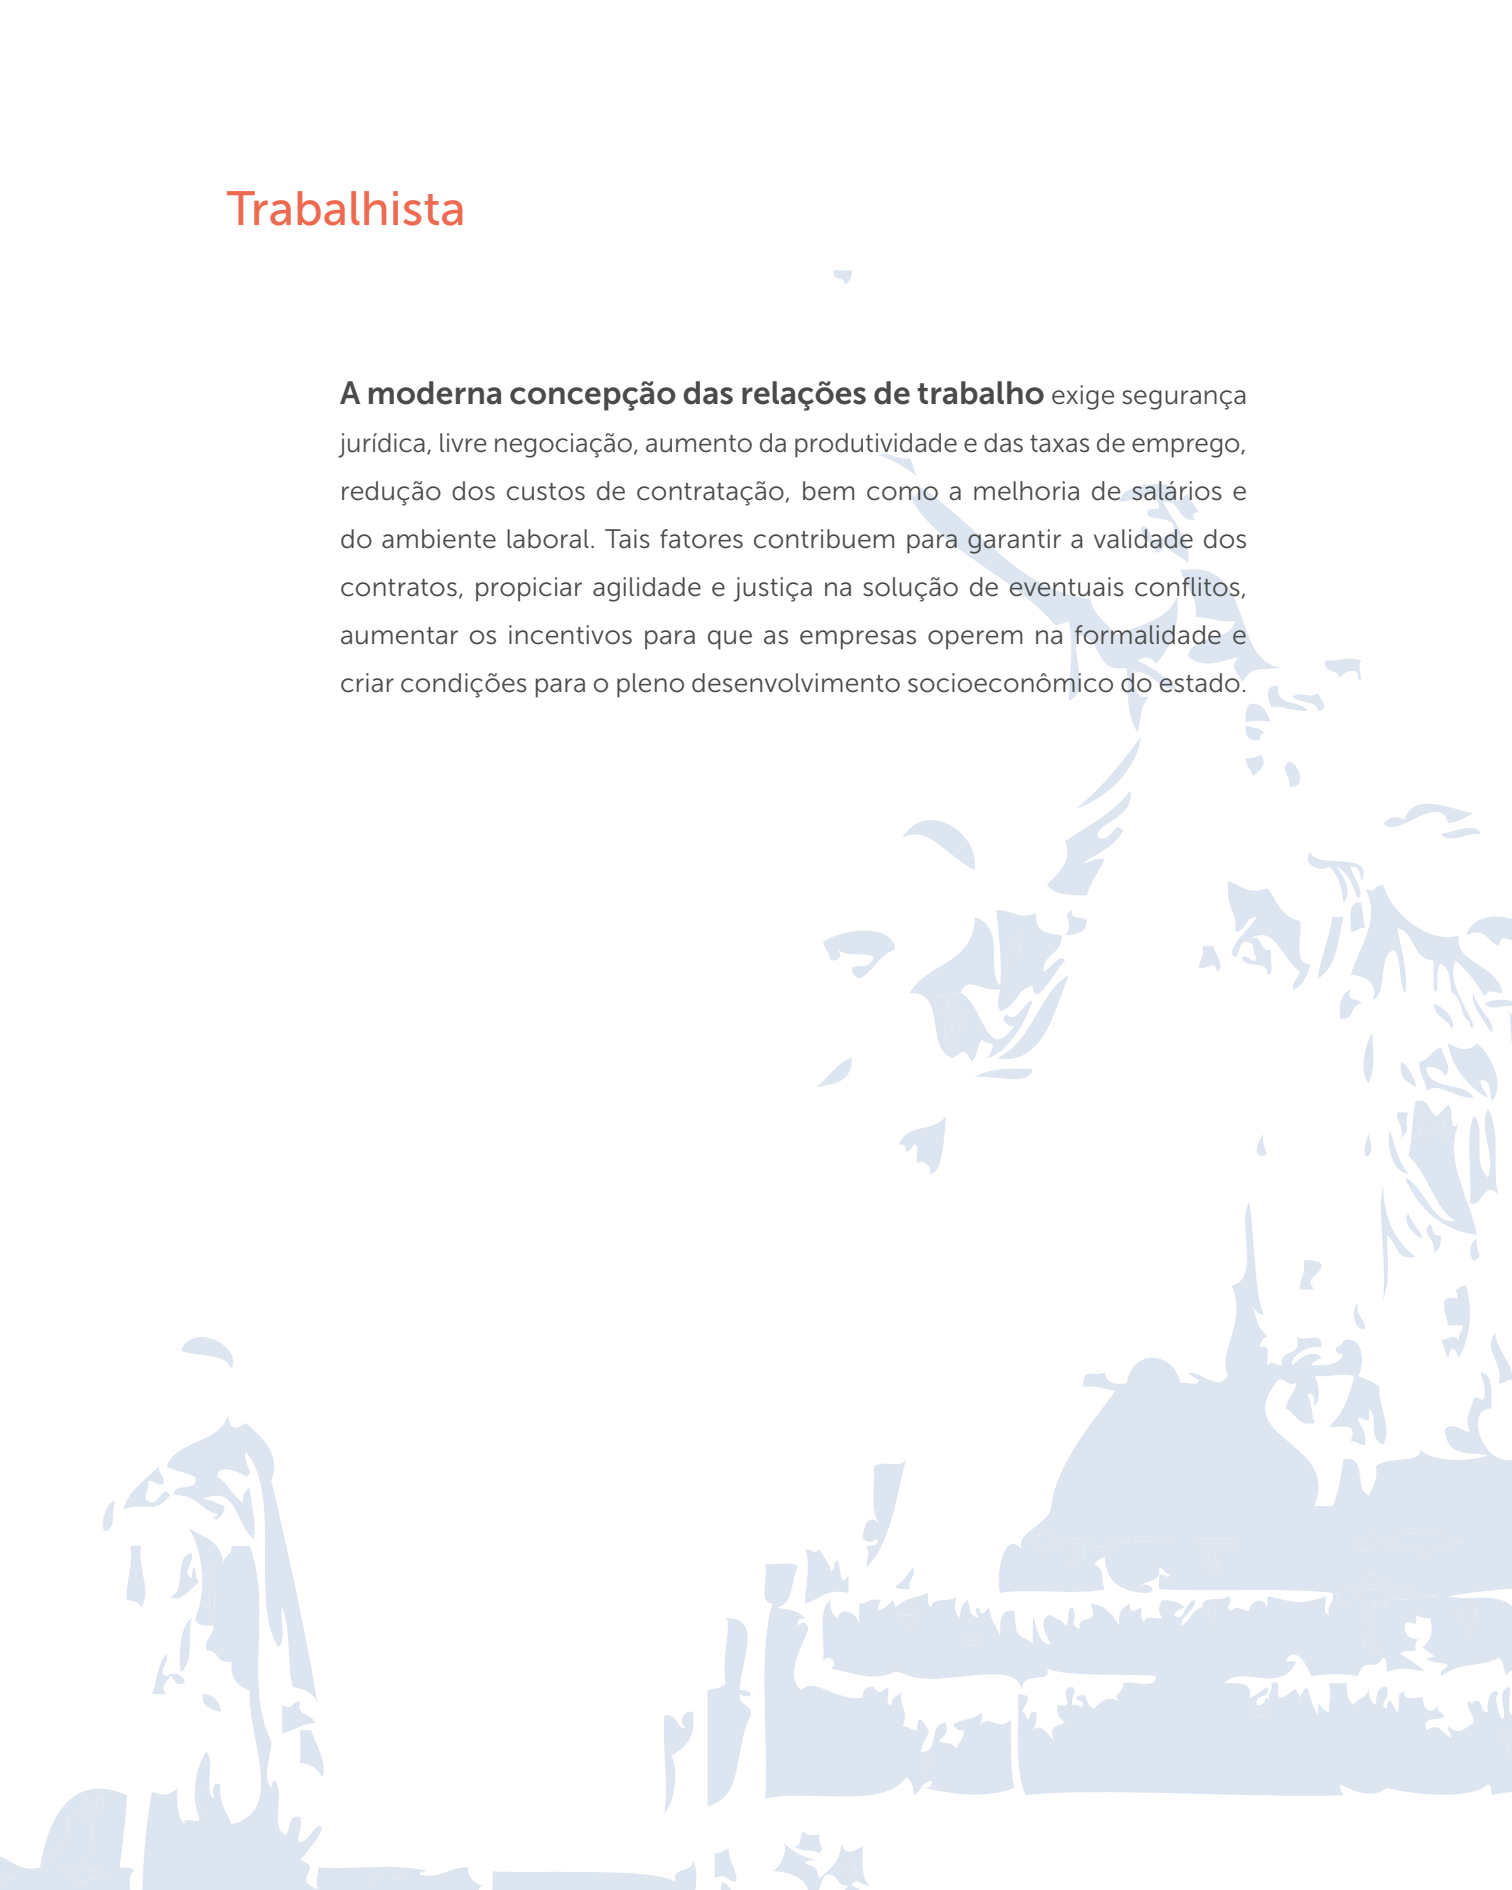 Trabalhista
A moderna concepção das relações de trabalho exige segurança
jurídica, livre negociação, aumento da produtividade e das taxas de emprego,
redução dos custos de contratação, bem como a melhoria de salários e
do ambiente laboral. Tais fatores contribuem para garantir a validade dos
contratos, propiciar agilidade e justiça na solução de eventuais conflitos,
aumentar os incentivos para que as empresas operem na formalidade e
criar condições para o pleno desenvolvimento socioeconômico do estado.